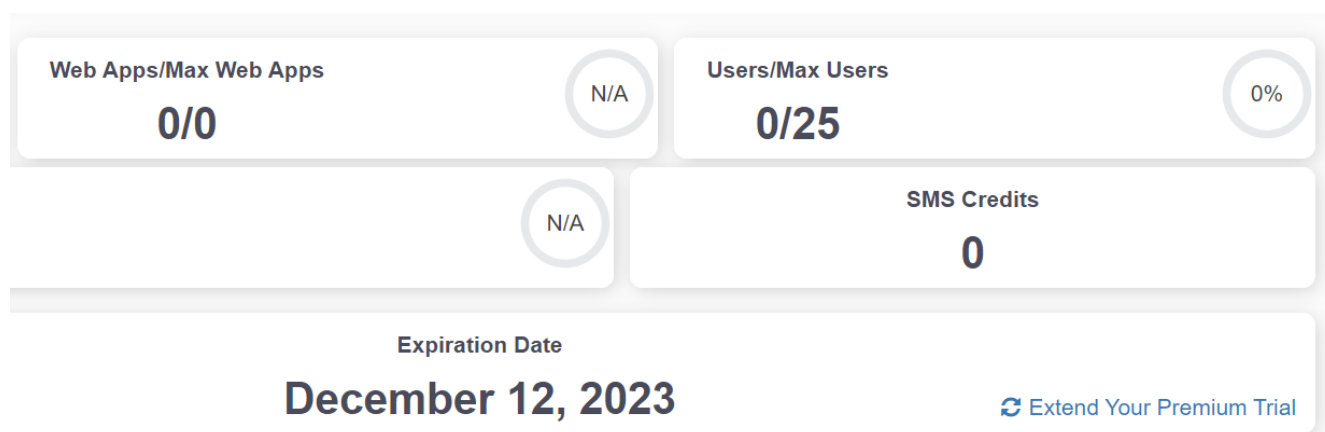 Web Apps/Max Web Apps
0/0
N/A
Users/Max Users
0/25
0%
N/A
SMS Credits
0
Expiration Date
December 12, 2023
Extend Your Premium Trial